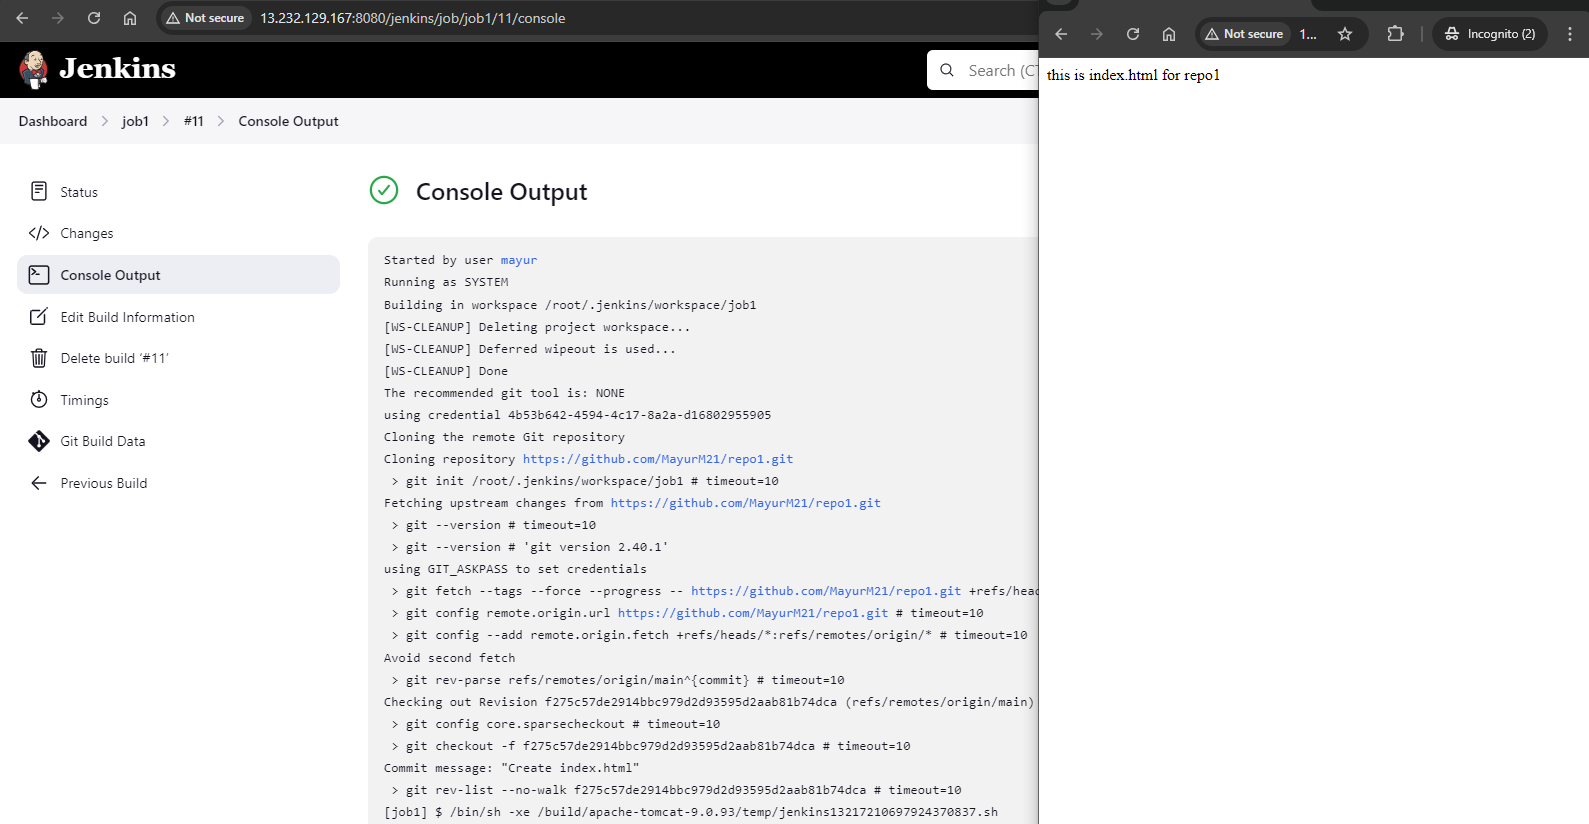 Not secure 13.232.129.167:8080/jenkins/job/job1/11/console
Jenkins
Search (CT
Dashboard > job1 > #11 > Console Output
Status
Changes
Console Output
Edit Build Information
Delete build ‘#11’
Timings
Git Build Data
Previous Build
Console Output
Started by user mayur
Running as SYSTEM
Building in workspace /root/.jenkins/workspace/job1
[WS-CLEANUP] Deleting project workspace...
[WS-CLEANUP] Deferred wipeout is used...
[WS-CLEANUP] Done
The recommended git tool is: NONE
using credential 4b53b642-4594-4c17-8a2a-d16802955905
Cloning the remote Git repository
Cloning repository https://github.com/MayurM21/repo1.git
> git init /root/.jenkins/workspace/job1 # timeout=10
Fetching upstream changes from https://github.com/MayurM21/repo1.git
> git --version # timeout=10
> git --version # 'git version 2.40.1'
using GIT_ASKPASS to set credentials
> git fetch --tags --force --progress -- https://github.com/MayurM21/repo1.git +refs/head
> git config remote.origin.url https://github.com/MayurM21/repo1.git # timeout=10
> git config --add remote.origin.fetch +refs/heads/*:refs/remotes/origin/* # timeout=10
Avoid second fetch
> git rev-parse refs/remotes/origin/main^{commit} # timeout=10
Checking out Revision f275c57de2914bbc979d2d93595d2aab81b74dca (refs/remotes/origin/main)
> git config core.sparsecheckout # timeout=10
> git checkout -f f275c57de2914bbc979d2d93595d2aab81b74dca # timeout=10
Commit message: "Create index.html"
> git rev-list --no-walk f275c57de2914bbc979d2d93595d2aab81b74dca # timeout=10
[job1] $ /bin/sh -xe /build/apache-tomcat-9.0.93/temp/jenkins13217210697924370837.sh
Not secure 1... Incognito (2)
this is index.html for repo1